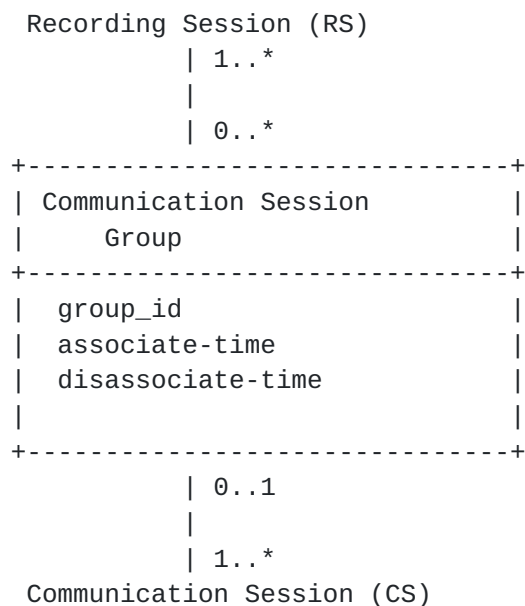 Recording Session (RS)
| 1..*
|
| 0..*
+-------------------------------+
| Communication Session |
| Group |
+-------------------------------+
| group_id |
| associate-time |
| disassociate-time |
| |
+-------------------------------+
| 0..1
|
| 1..*
Communication Session (CS)